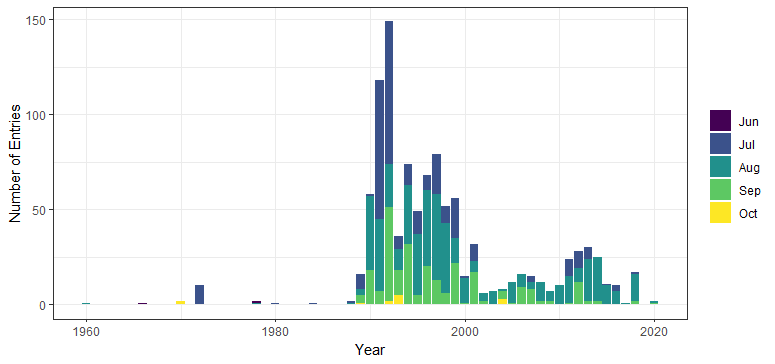 Number of Entries
150
100
50
0
1960
1980
2000
2020
Year
Jun
Jul
Aug
Sep
Oct